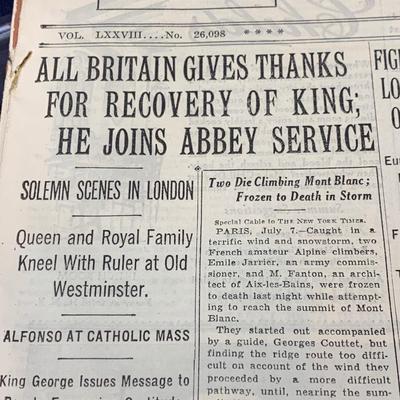 VOL. LXXVIII....No. 26,098 ****
ALL BRITAIN GIVES THANKS
FOR RECOVERY OF KING;
HE JOINS ABBEY SERVICE
SOLEMN SCENES IN LONDON
Queen and Royal Family
Kneel With Ruler at Old
Westminster.
ALFONSO AT CATHOLIC MASS
King George Issues Message to
Two Die Climbing Mont Blanc;
Frozen to Death in Storm
Special Cable to THE NEW YORK TIMES.
PARIS, July 7.—Caught in a
terrific wind and snowstorm, two
French amateur Alpine climbers,
Emile Jarrier, an army commis-
sioner, and M. Fanton, an archi-
tect of Aix-les-Bains, were frozen
to death last night while attempt-
ing to reach the summit of Mont
Blanc.
They started out accompanied
by a guide, Georges Couttet, but
finding the ridge route too diffi-
cult on account of the wind they
proceeded by a more difficult
pathway, until, nearing the sum-
FIG
LO